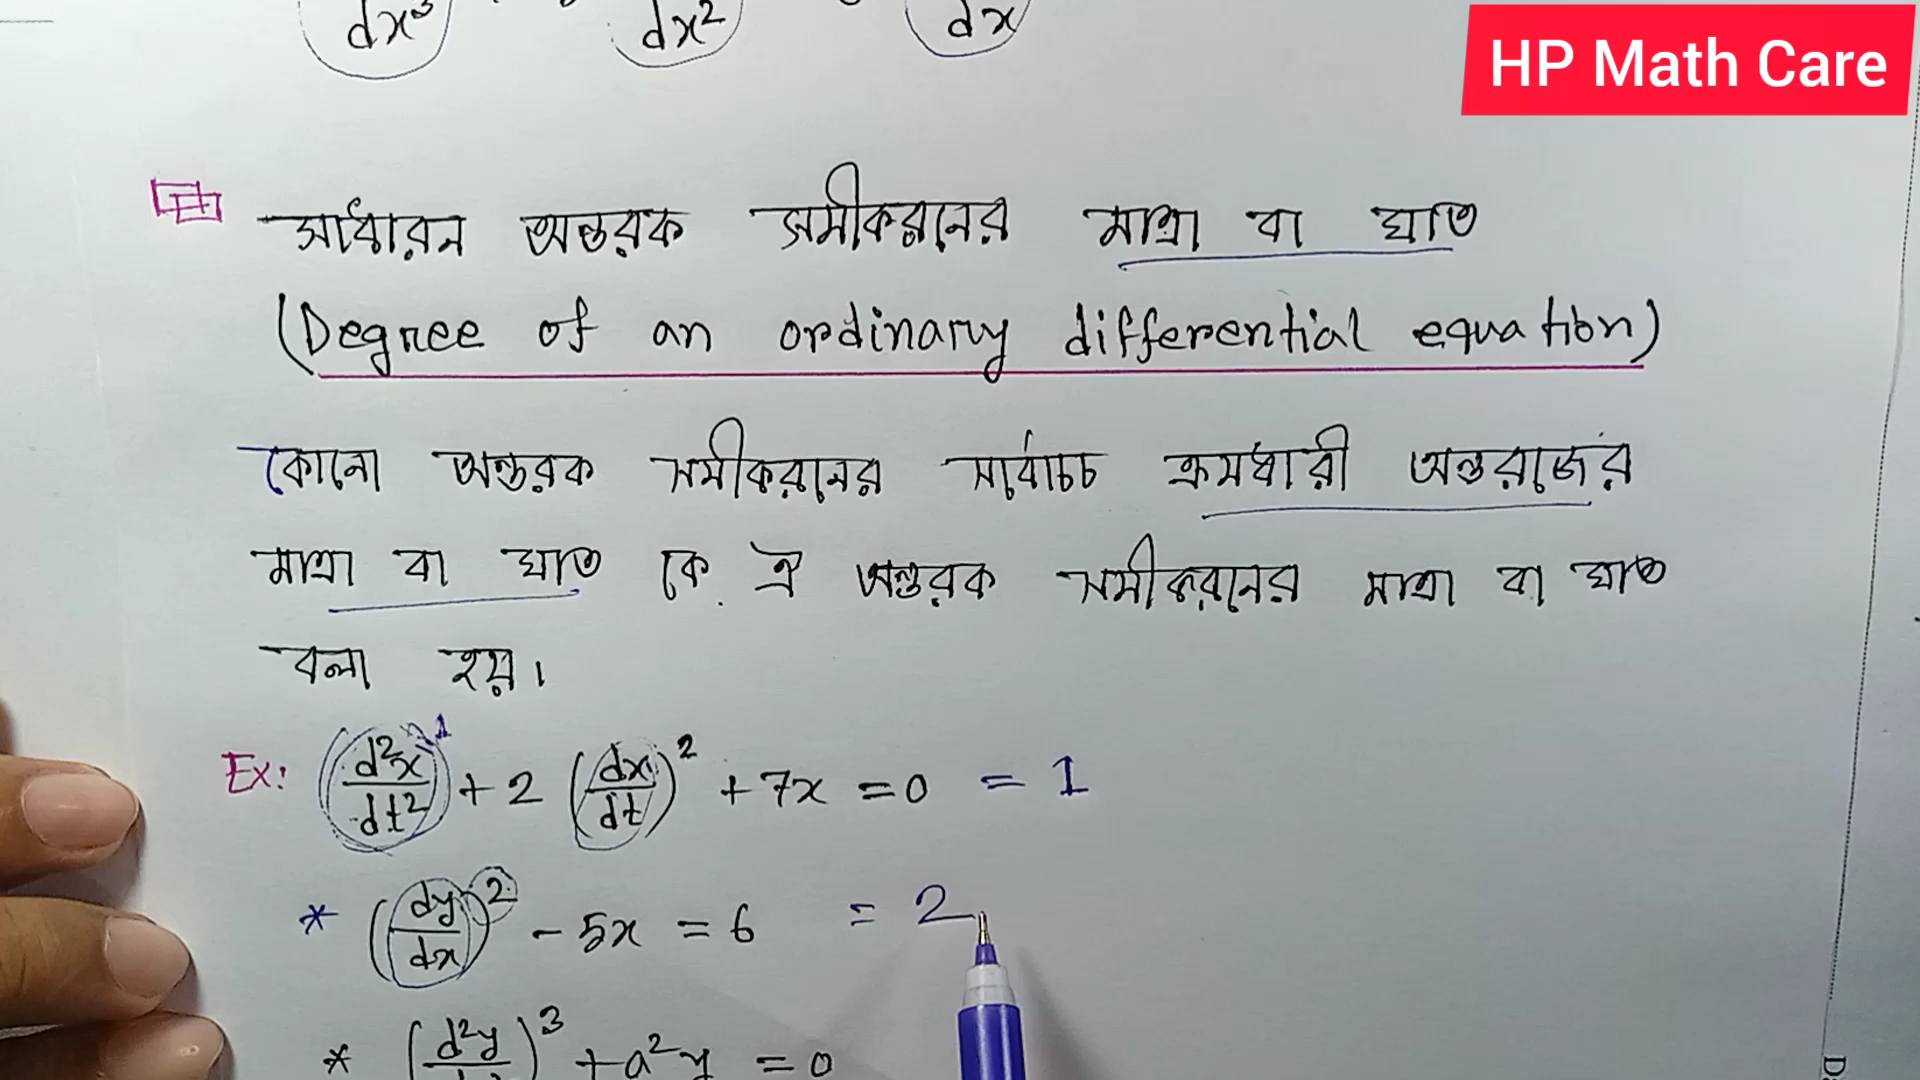 dx³ dx² dx
HP Math Care
সাধারন অন্তরক সমীকরনের মাত্রা বা ঘাত
(Degree of an ordinary differential equation)
কোনো অন্তরক সমীকরনের সর্বোচ্চ ক্রমধারী অন্তরজের
মাত্রা বা ঘাত কে ঐ অন্তরক সমীকরনের মাত্রা বা ঘাত
বলা হয়।
Ex: (d²x/dt²)¹ + 2 (dx/dt)² + 7x = 0 = 1
* (dy/dx)² - 5x = 6 = 2
* (d²y)³ + a²y = 0